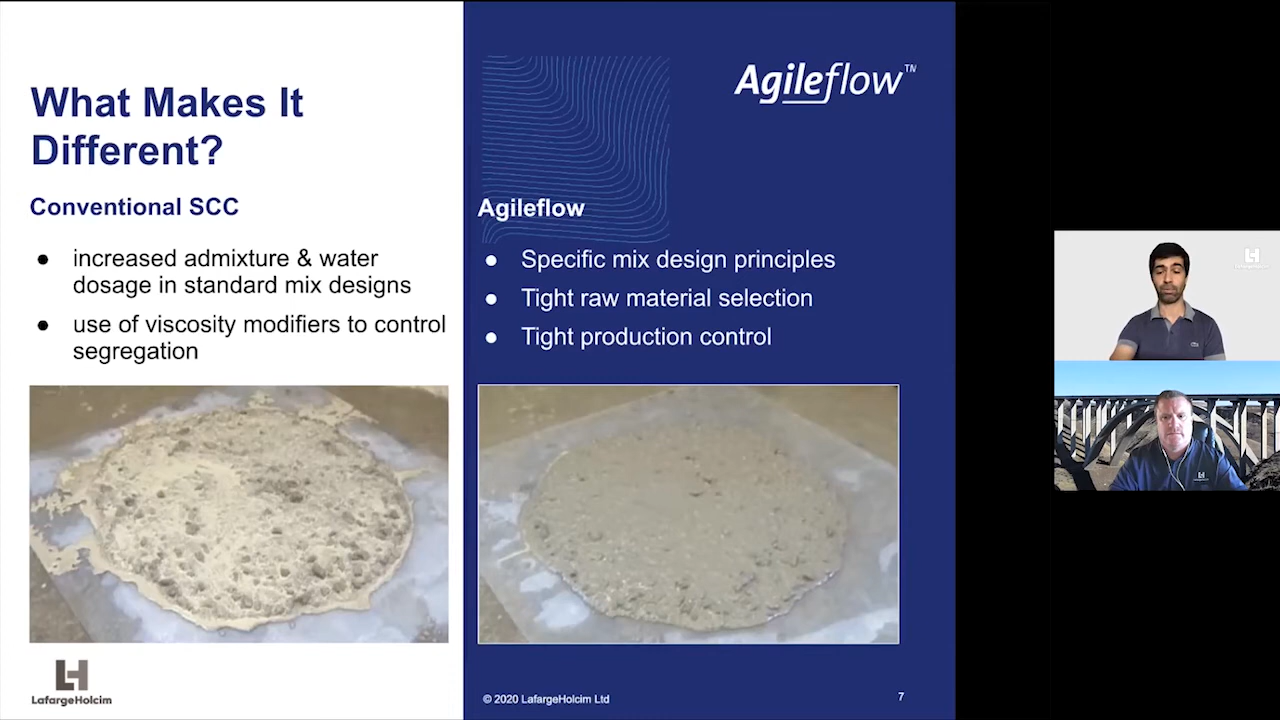 What Makes It
Different?
Conventional SCC
● increased admixture & water
dosage in standard mix designs
● use of viscosity modifiers to control
segregation
LafargeHolcim
Agileflow™
Agileflow
● Specific mix design principles
● Tight raw material selection
● Tight production control
© 2020 LafargeHolcim Ltd
7